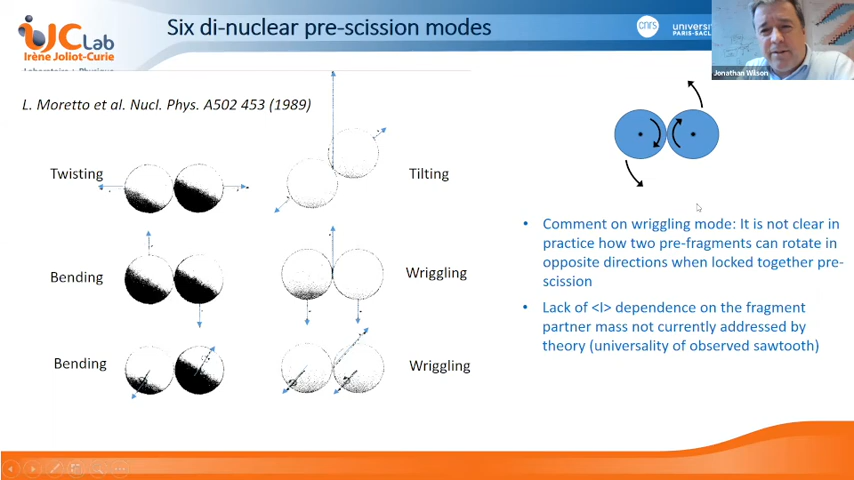 Six di-nuclear pre-scission modes
IJC Lab
Irène Joliot-Curie
cnrs
Jonathan Wilson
L. Moretto et al. Nucl. Phys. A502 453 (1989)
Twisting
Tilting
Bending
Wriggling
Bending
Wriggling
• Comment on wriggling mode: It is not clear in
practice how two pre-fragments can rotate in
opposite directions when locked together pre-
scission
• Lack of <I> dependence on the fragment
partner mass not currently addressed by
theory (universality of observed sawtooth)